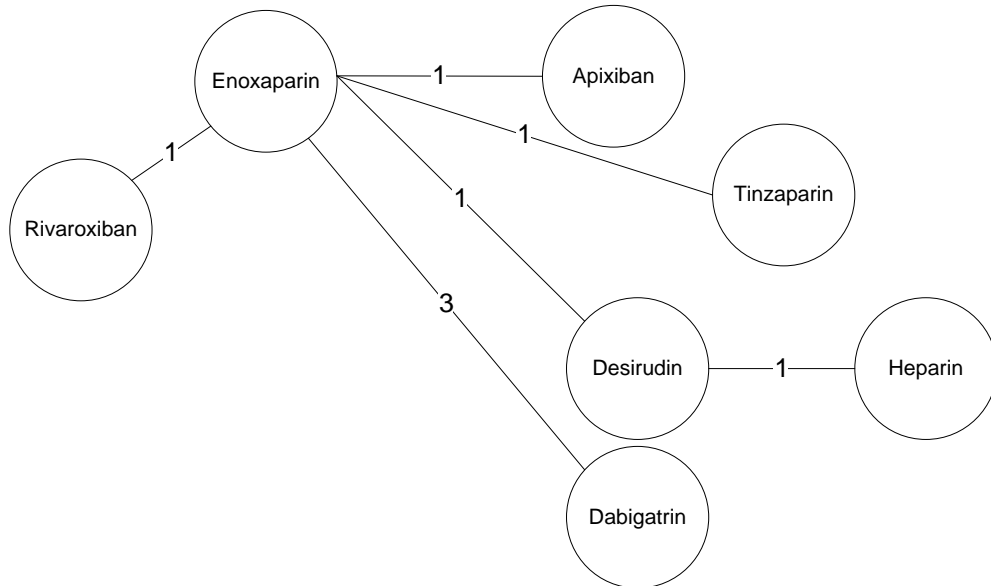 Enoxaparin
1
Apixiban
1
Tinzaparin
1
Rivaroxiban
1
3
Desirudin
1
Heparin
Dabigatrin